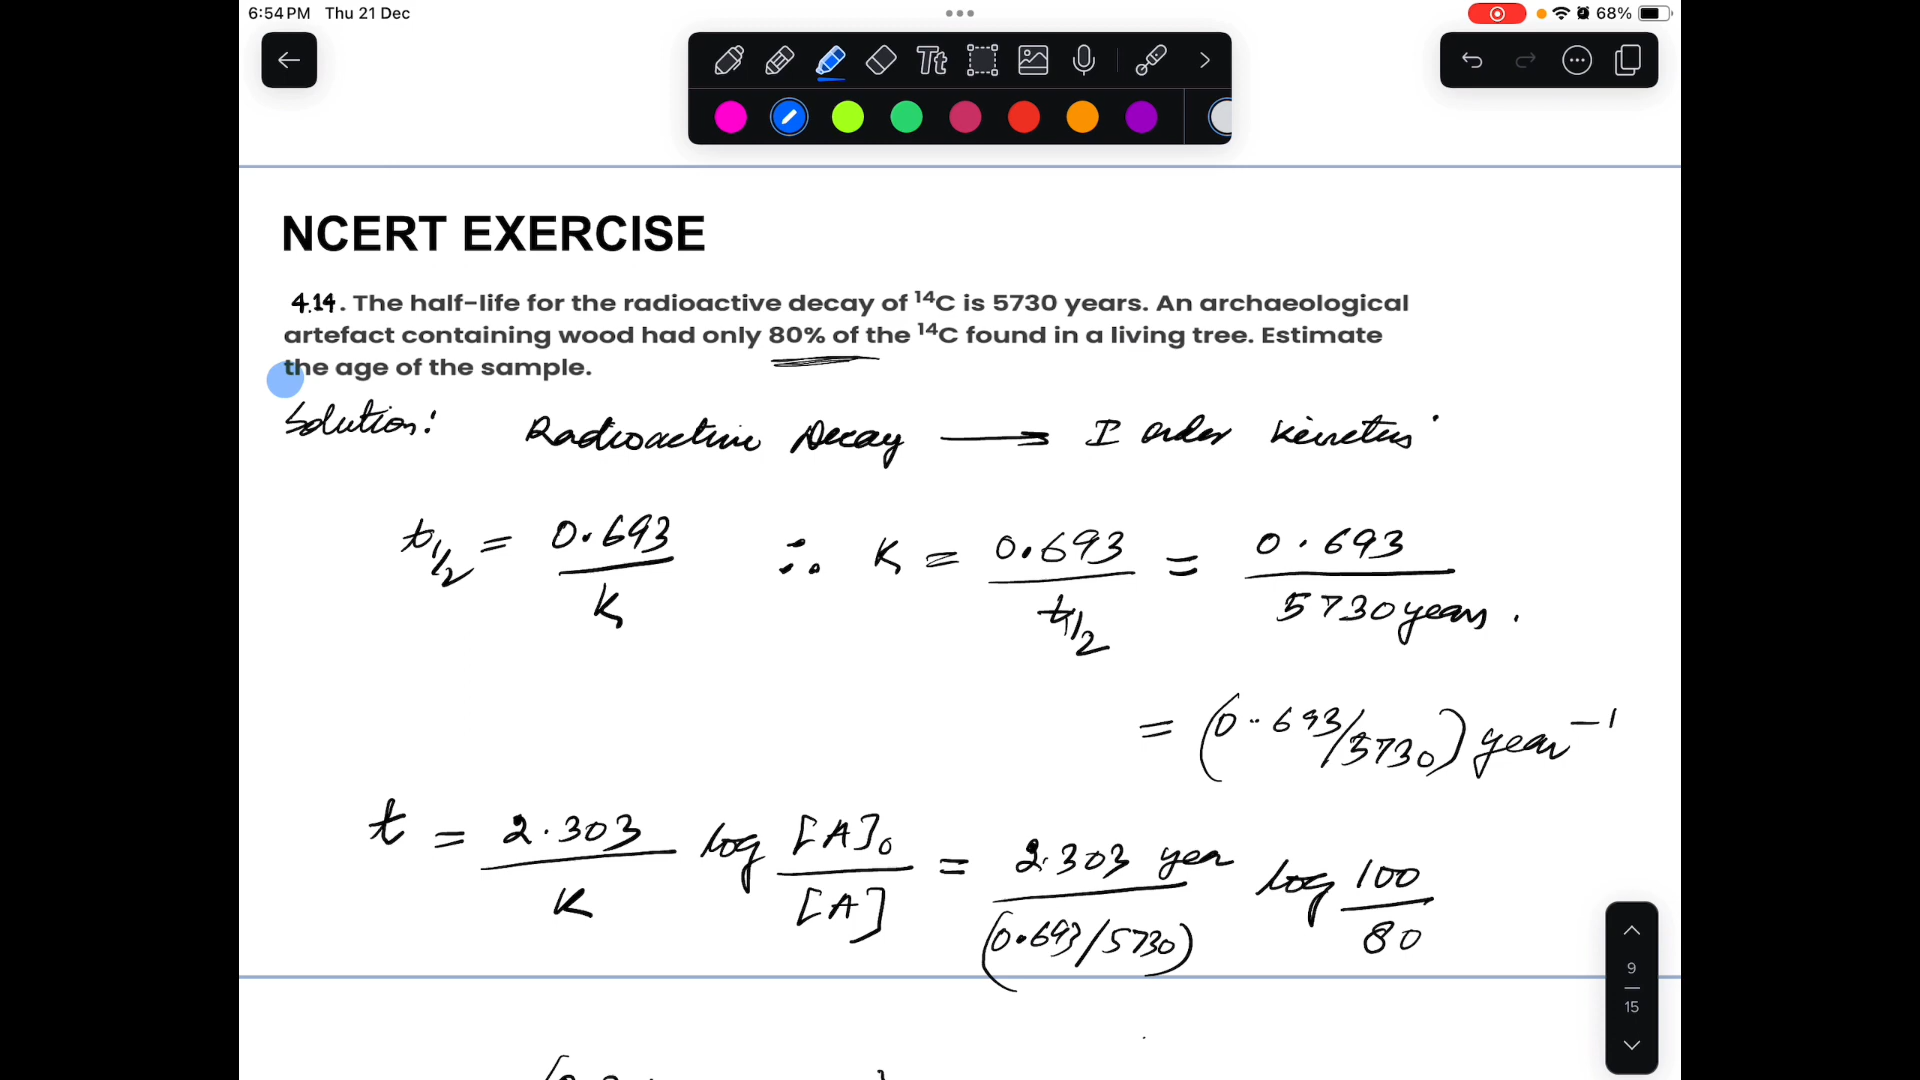 6:54 PM Thu 21 Dec
68%
Tt
NCERT EXERCISE
4.14. The half-life for the radioactive decay of ¹⁴C is 5730 years. An archaeological
artefact containing wood had only 80% of the ¹⁴C found in a living tree. Estimate
the age of the sample.
Solution: Radioactive Decay → I order kinetics.
t1/2 = 0.693/K ∴ K = 0.693/t1/2 = 0.693/5730 years.
= (0.693/5730) year⁻¹
t = 2.303/K log [A]₀/[A] = 2.303 year/(0.693/5730) log 100/80
9
15